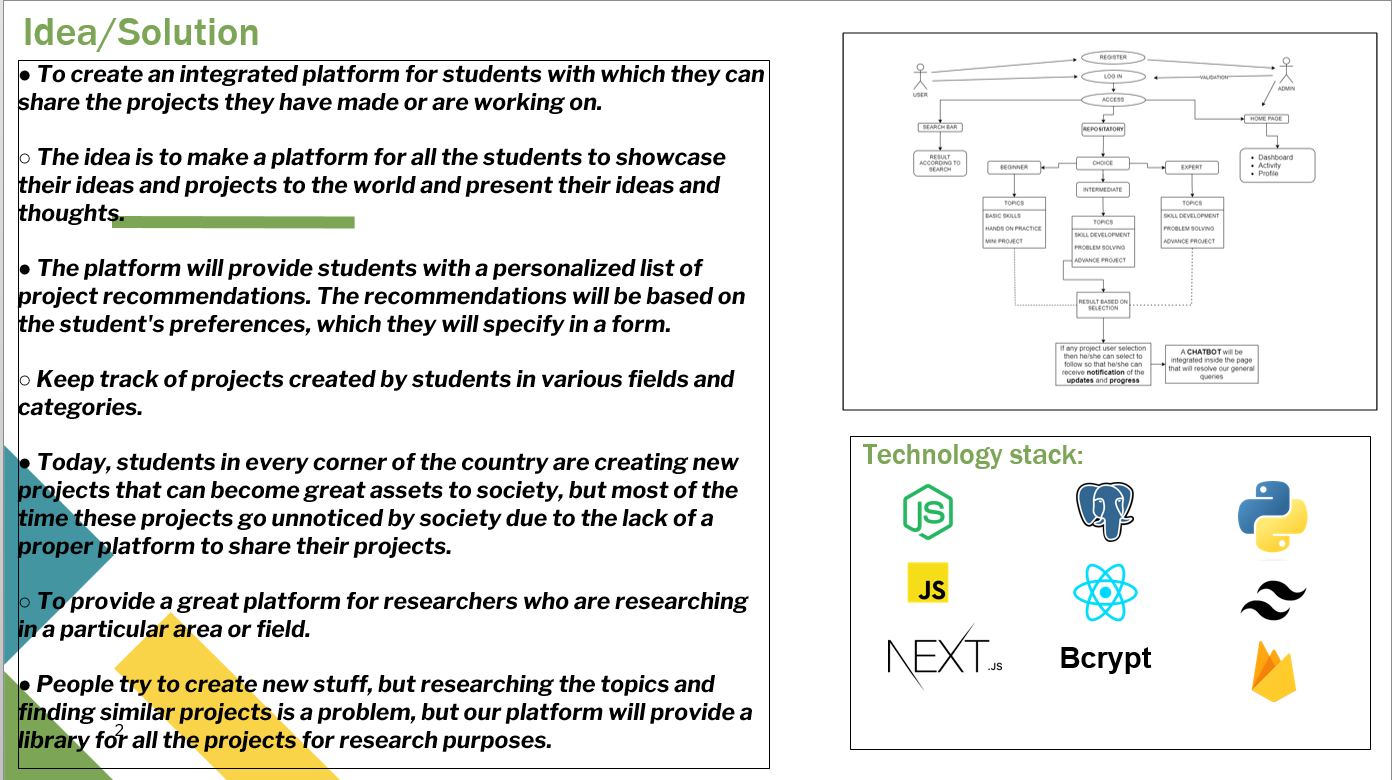 Idea/Solution
● To create an integrated platform for students with which they can
share the projects they have made or are working on.
○ The idea is to make a platform for all the students to showcase
their ideas and projects to the world and present their ideas and
thoughts.
● The platform will provide students with a personalized list of
project recommendations. The recommendations will be based on
the student's preferences, which they will specify in a form.
○ Keep track of projects created by students in various fields and
categories.
● Today, students in every corner of the country are creating new
projects that can become great assets to society, but most of the
time these projects go unnoticed by society due to the lack of a
proper platform to share their projects.
○ To provide a great platform for researchers who are researching
in a particular area or field.
● People try to create new stuff, but researching the topics and
finding similar projects is a problem, but our platform will provide a
library for all the projects for research purposes.
2
REGISTER
LOG IN
VALIDATION
USER
ADMIN
ACCESS
SEARCH BAR
REPOSITATORY
HOME PAGE
RESULT
ACCORDING TO
SEARCH
BEGINNER
CHOICE
EXPERT
• Dashboard
• Activity
• Profile
INTERMEDIATE
TOPICS
BASIC SKILLS
HANDS ON PRACTICE
MINI PROJECT
TOPICS
SKILL DEVELOPMENT
PROBLEM SOLVING
ADVANCE PROJECT
TOPICS
SKILL DEVELOPMENT
PROBLEM SOLVING
ADVANCE PROJECT
RESULT BASED ON
SELECTION
If any project user selection
then he/she can select to
follow so that he/she can
receive notification of the
updates and progress
A CHATBOT will be
integrated inside the page
that will resolve our general
queries
Technology stack:
JS
JS
NEXT.JS
Bcrypt